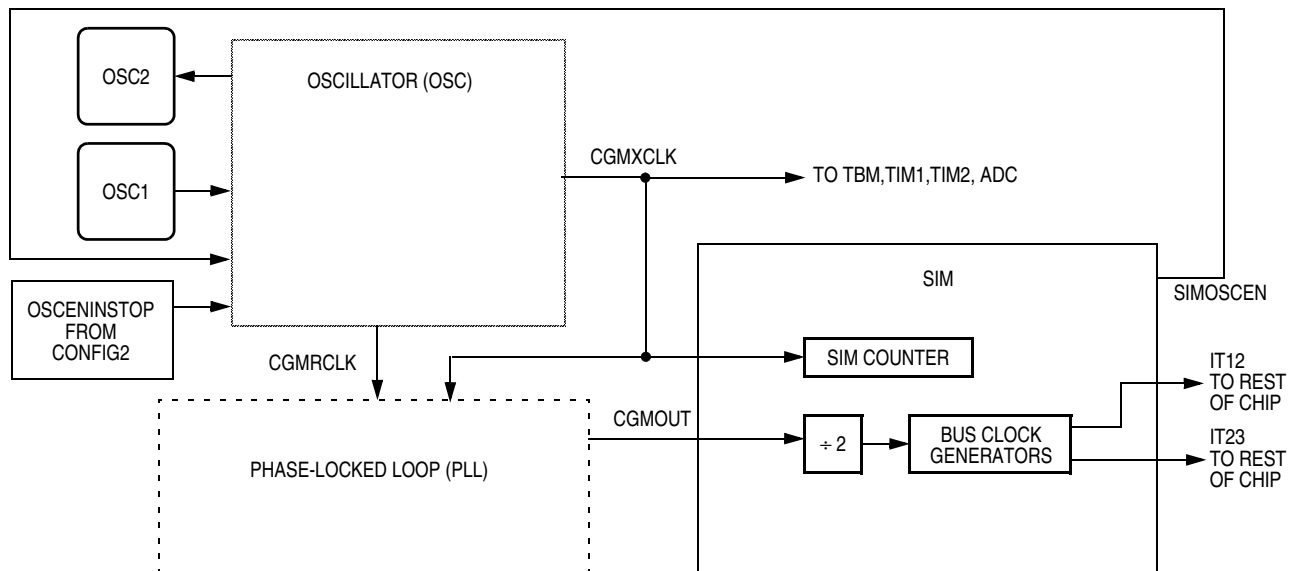 OSC2
OSCILLATOR (OSC)
CGMXCLK
TO TBM,TIM1,TIM2, ADC
OSC1
SIM
SIMOSCEN
OSCENINSTOP
FROM
CONFIG2
CGMRCLK
SIM COUNTER
IT12
TO REST
OF CHIP
CGMOUT
÷ 2
BUS CLOCK
GENERATORS
IT23
TO REST
OF CHIP
PHASE-LOCKED LOOP (PLL)